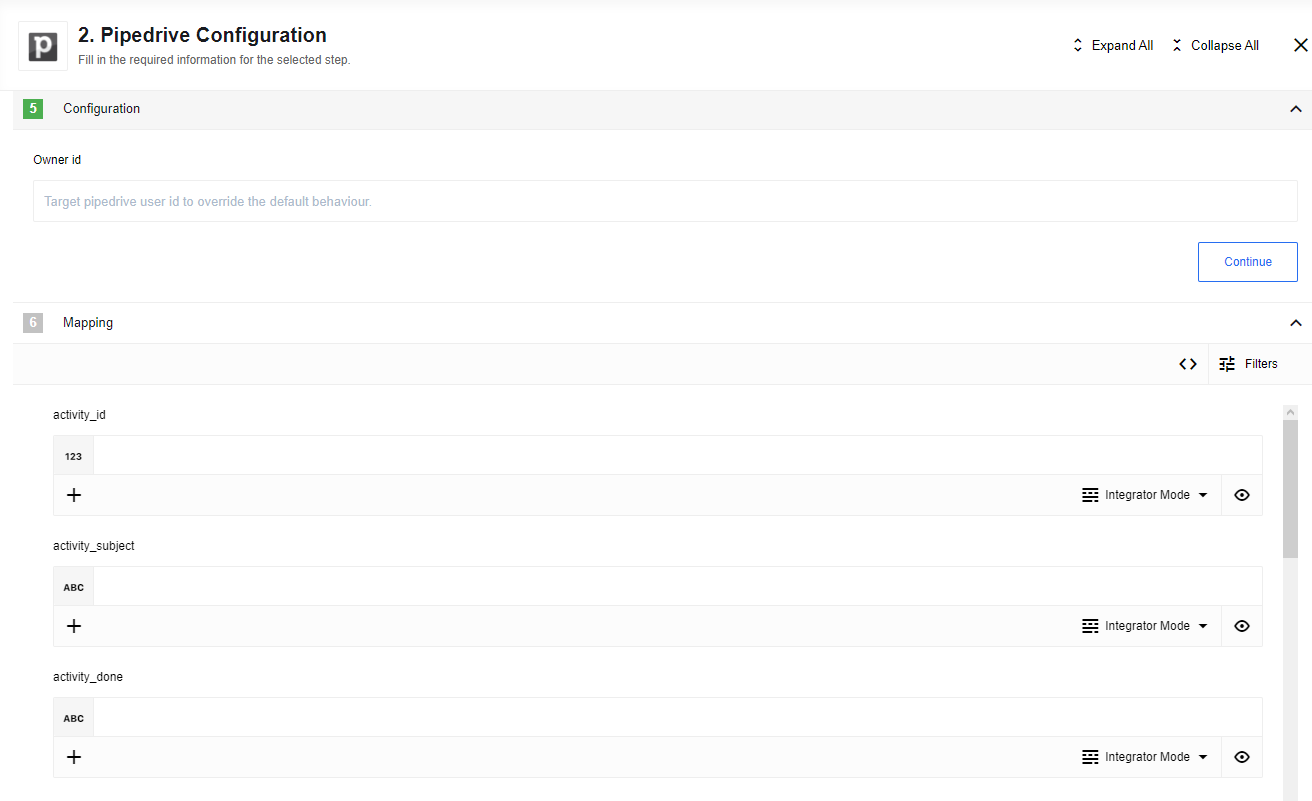 p
2. Pipedrive Configuration
Fill in the required information for the selected step.
Expand All
Collapse All
5 Configuration
Owner id
Target pipedrive user id to override the default behaviour.
Continue
6 Mapping
Filters
activity_id
123
Integrator Mode
activity_subject
ABC
Integrator Mode
activity_done
ABC
Integrator Mode